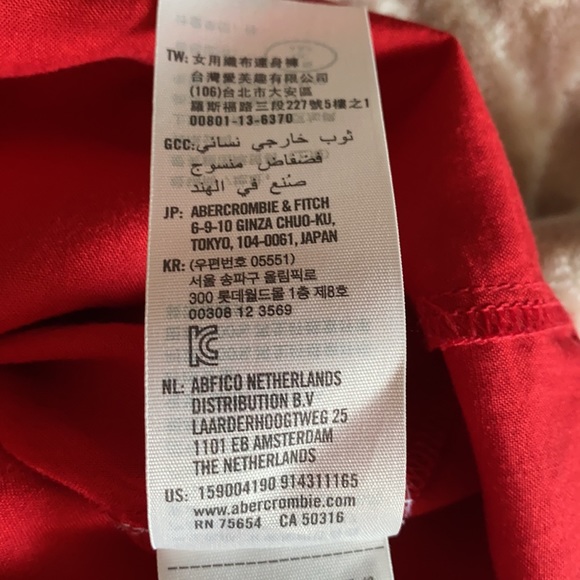 TW: 女用織布連身褲
台灣愛芙趣有限公司
(106)台北市大安區
羅斯福路三段227號5樓之1
00801-13-6370
GCC: ثوب خارجي نسائي
فضفاض منسوج
صنع في الهند
JP: ABERCROMBIE & FITCH
6-9-10 GINZA CHUO-KU,
TOKYO, 104-0061, JAPAN
KR: (우편번호 05551)
서울 송파구 올림픽로
300 롯데월드몰 1층 제8호
00308 12 3569
KC
NL: ABFICO NETHERLANDS
DISTRIBUTION B.V
LAARDERHOOGTWEG 25
1101 EB AMSTERDAM
THE NETHERLANDS
US: 159004190 914311165
www.abercrombie.com
RN 75654 CA 50316